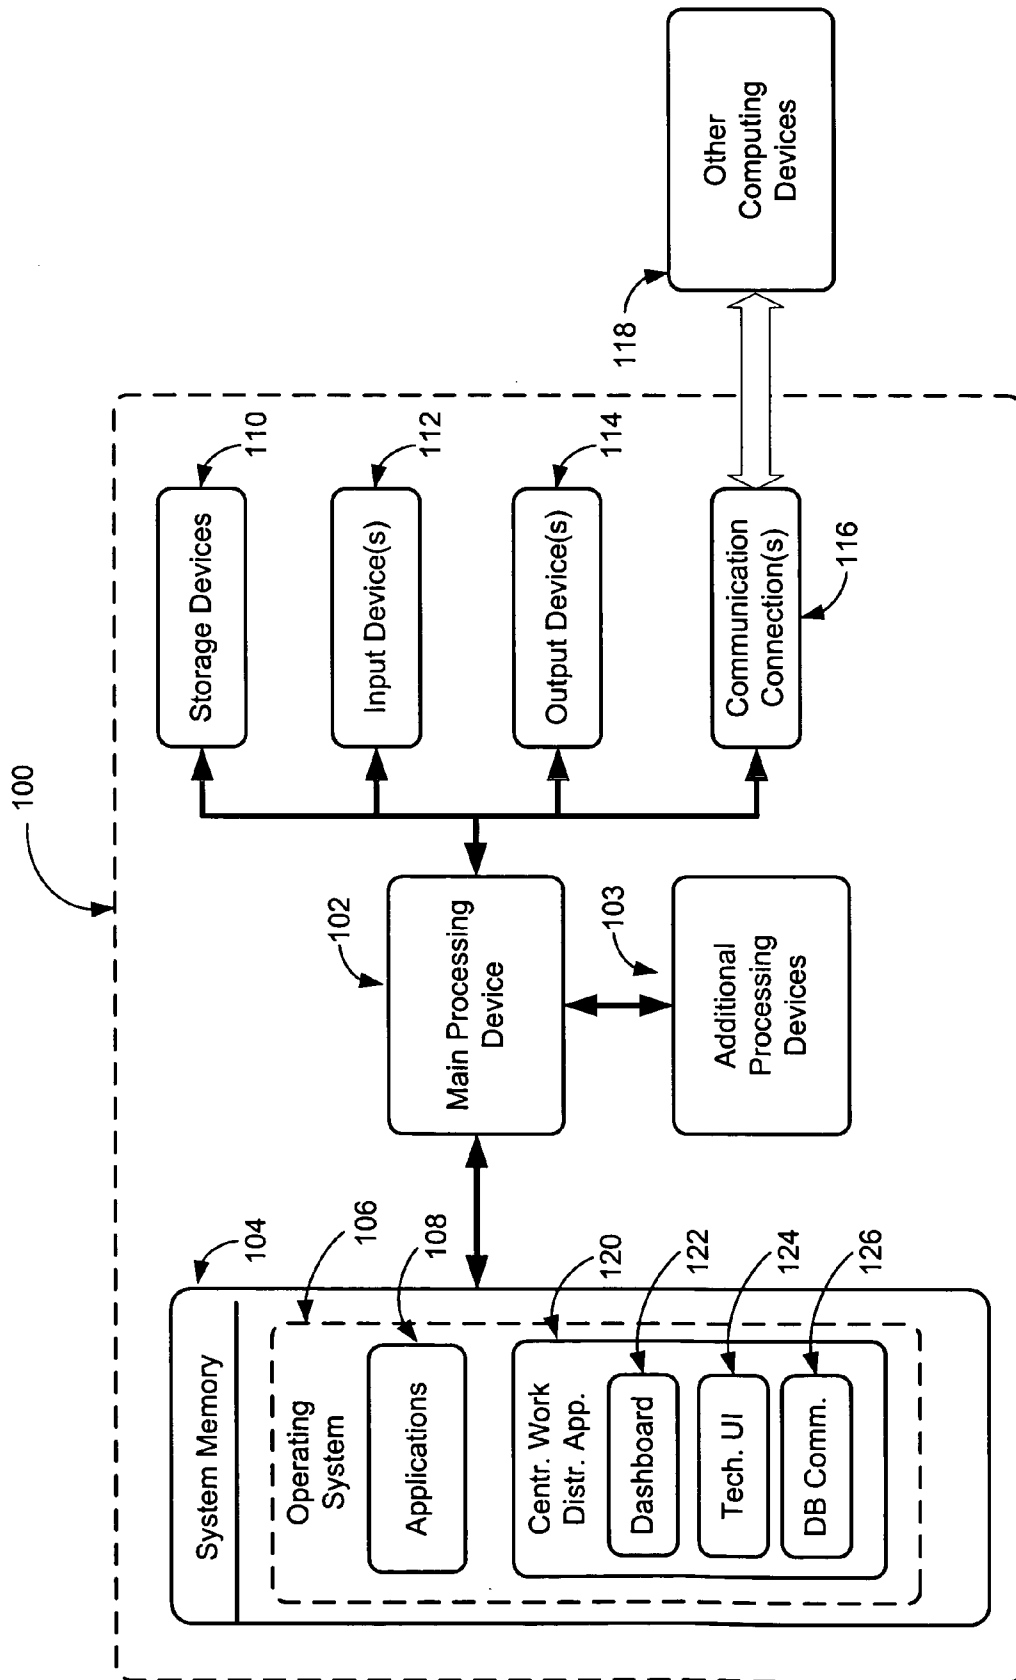 100
System Memory
104
Operating
System
106
Applications
108
Centr. Work
Distr. App.
120
Dashboard
122
Tech. UI
124
DB Comm.
126
Main Processing
Device
102
Additional
Processing
Devices
103
Storage Devices
110
Input Device(s)
112
Output Device(s)
114
Communication
Connection(s)
116
Other
Computing
Devices
118